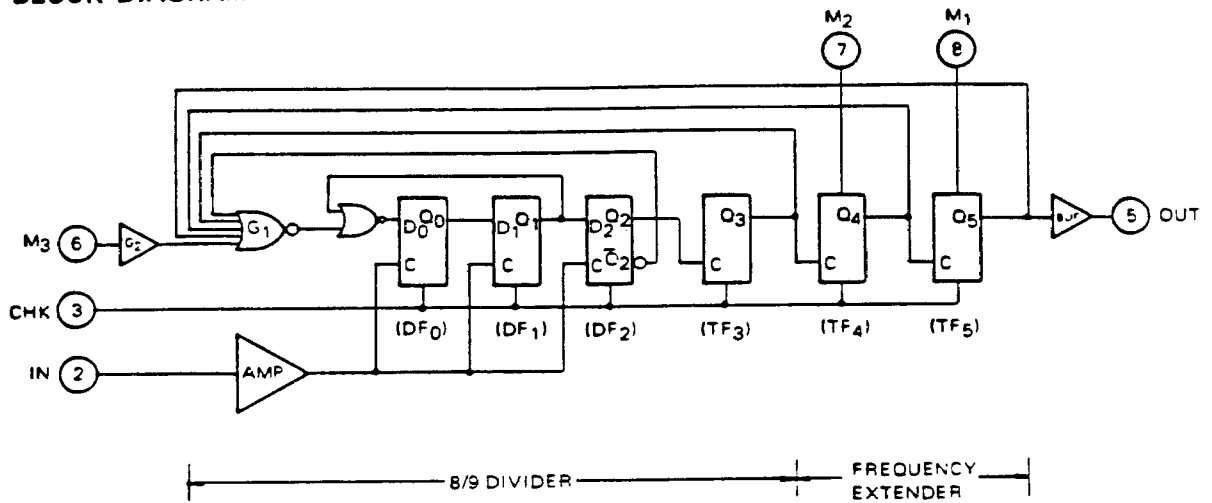 M2 M1
7 8
G1
D0 Q0 D1 Q1 D2 Q2 Q3 Q4 Q5
M3 6 G2 BUF 5 OUT
C C C C̅2 C C C
CHK 3
(DF0) (DF1) (DF2) (TF3) (TF4) (TF5)
IN 2 AMP
8/9 DIVIDER
FREQUENCY
EXTENDER